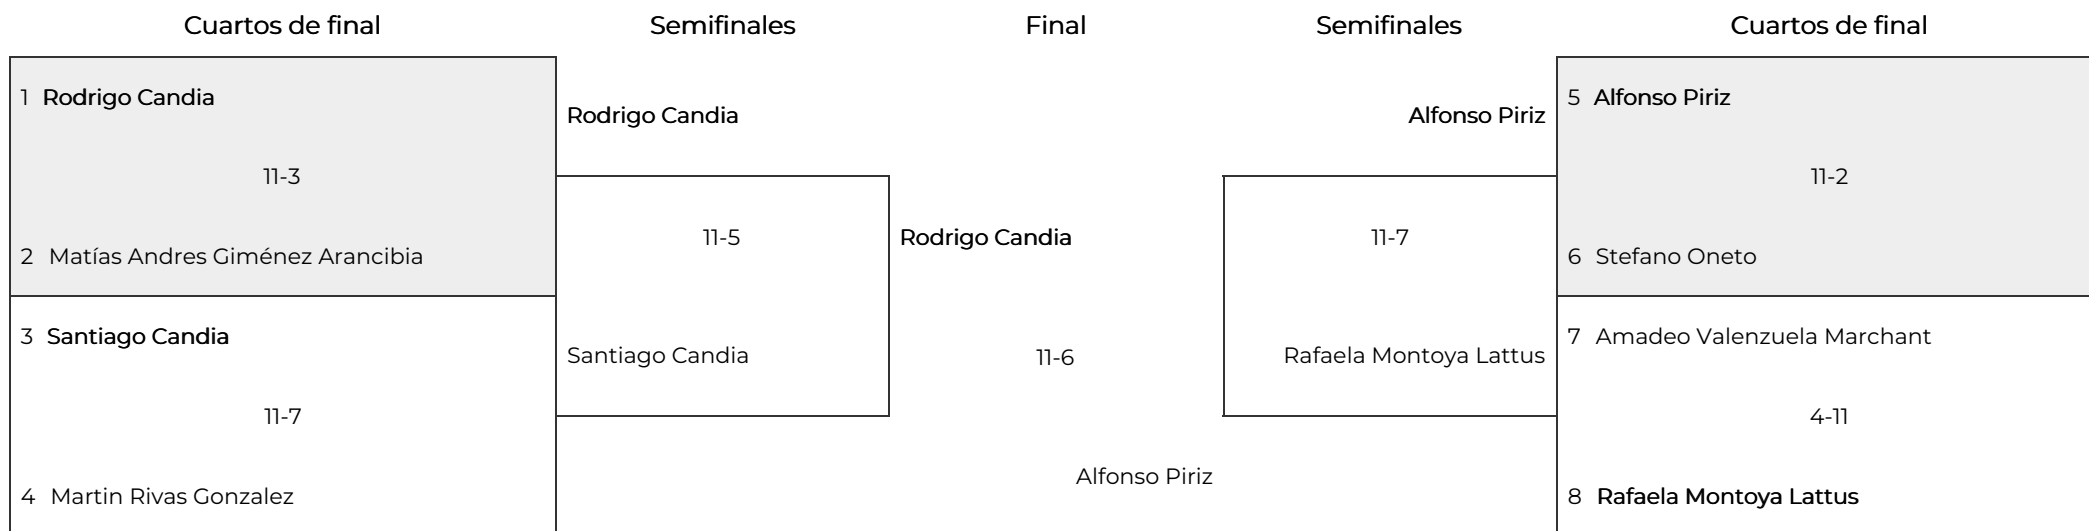 Cuartos de final
Semifinales
Final
Semifinales
Cuartos de final
1 Rodrigo Candia
11-3
2 Matías Andres Giménez Arancibia
3 Santiago Candia
11-7
4 Martin Rivas Gonzalez
Rodrigo Candia
11-5
Santiago Candia
Rodrigo Candia
11-6
Alfonso Piriz
Alfonso Piriz
11-7
Rafaela Montoya Lattus
5 Alfonso Piriz
11-2
6 Stefano Oneto
7 Amadeo Valenzuela Marchant
4-11
8 Rafaela Montoya Lattus